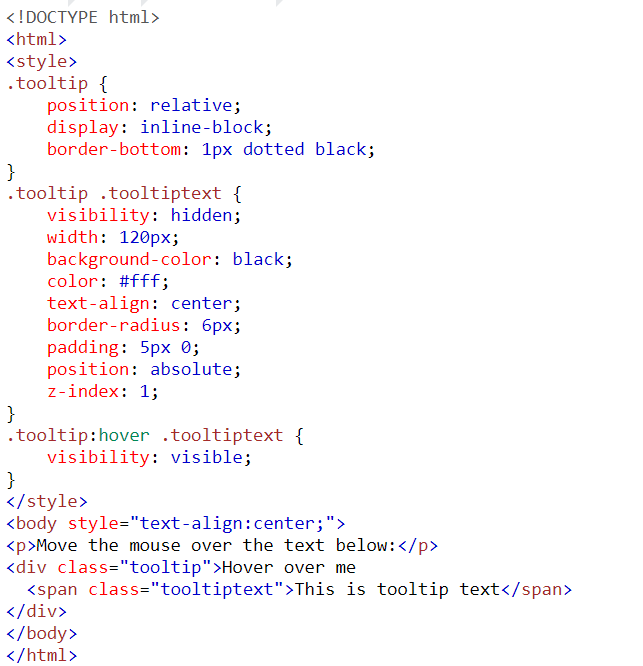 <!DOCTYPE html>
<html>
<style>
.tooltip {
    position: relative;
    display: inline-block;
    border-bottom: 1px dotted black;
}
.tooltip .tooltiptext {
    visibility: hidden;
    width: 120px;
    background-color: black;
    color: #fff;
    text-align: center;
    border-radius: 6px;
    padding: 5px 0;
    position: absolute;
    z-index: 1;
}
.tooltip:hover .tooltiptext {
    visibility: visible;
}
</style>
<body style="text-align:center;">
<p>Move the mouse over the text below:</p>
<div class="tooltip">Hover over me
  <span class="tooltiptext">This is tooltip text</span>
</div>
</body>
</html>